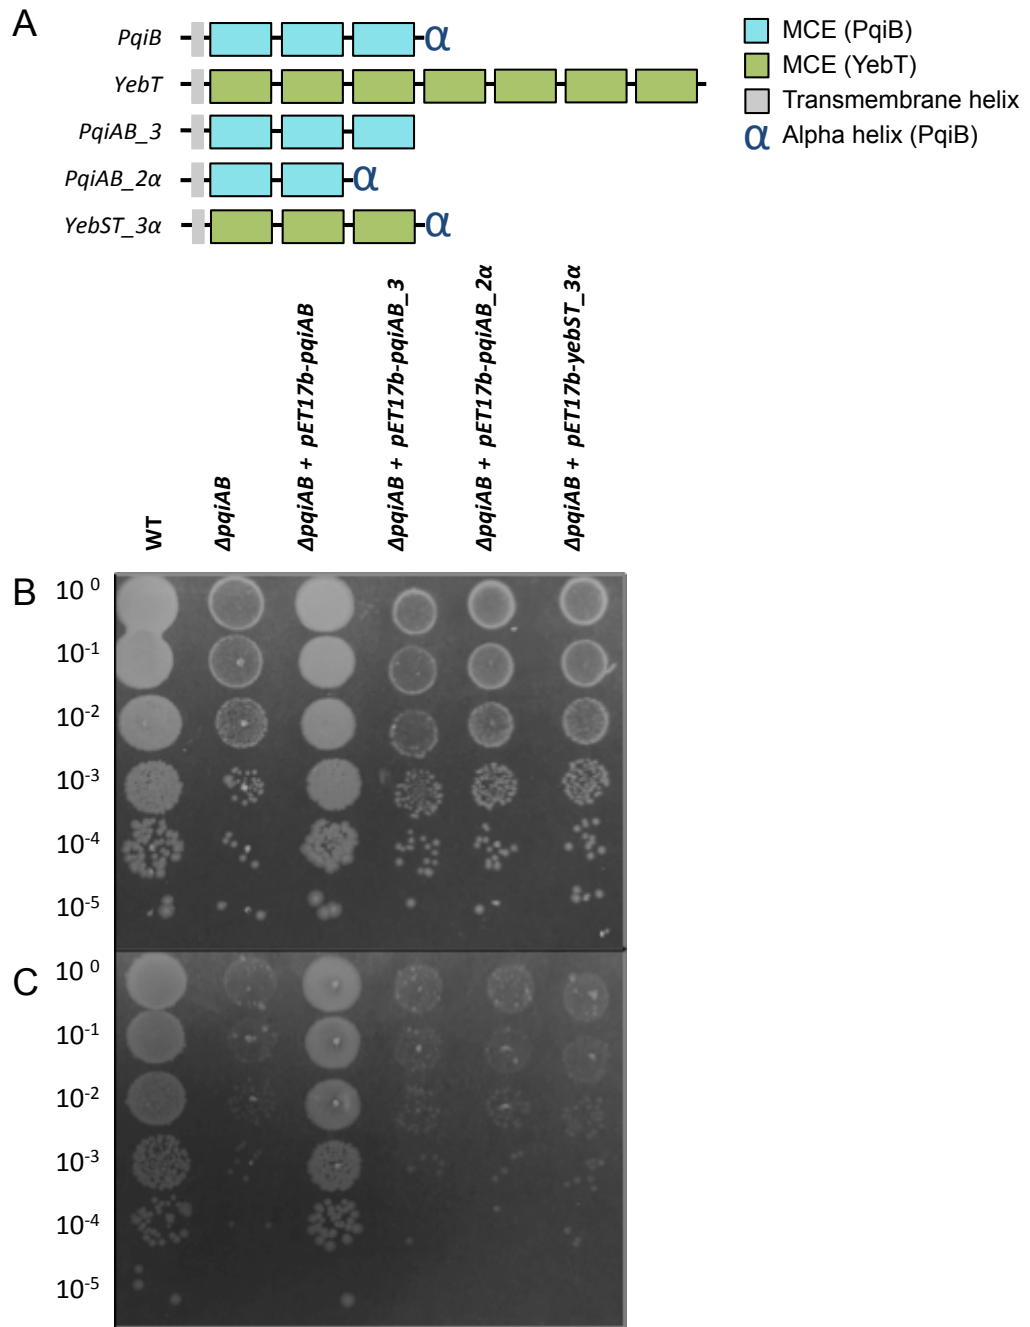 A
PqiB
α
YebT
PqiAB_3
PqiAB_2α
α
YebST_3α
α
MCE (PqiB)
MCE (YebT)
Transmembrane helix
α Alpha helix (PqiB)
WT
ΔpqiAB
ΔpqiAB + pET17b-pqiAB
ΔpqiAB + pET17b-pqiAB_3
ΔpqiAB + pET17b-pqiAB_2α
ΔpqiAB + pET17b-yebST_3α
B
10⁰
10⁻¹
10⁻²
10⁻³
10⁻⁴
10⁻⁵
C
10⁰
10⁻¹
10⁻²
10⁻³
10⁻⁴
10⁻⁵